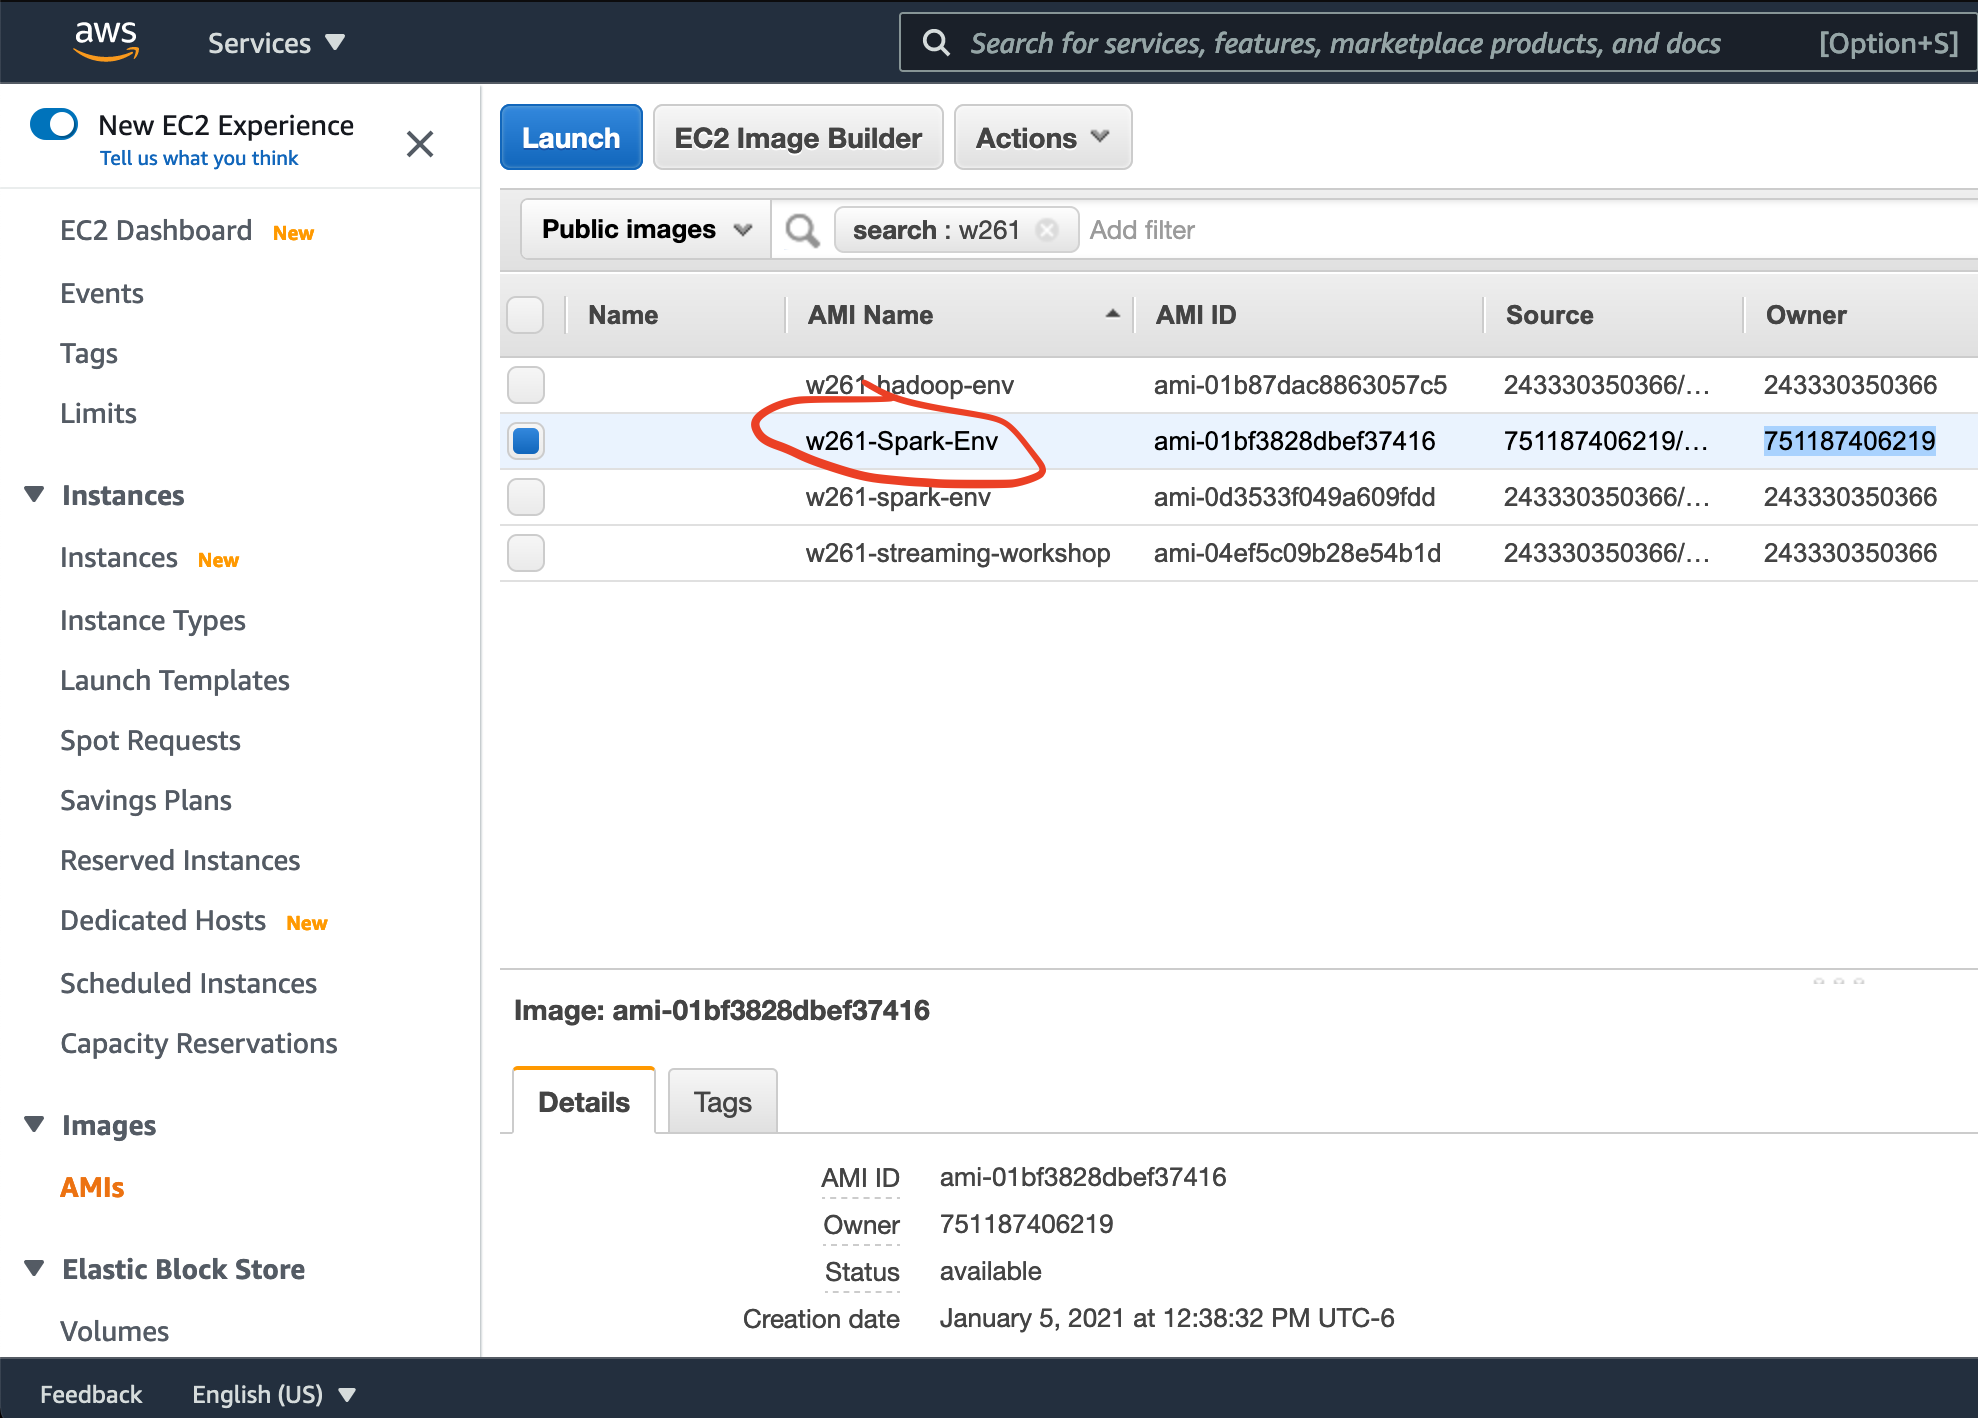 aws Services Search for services, features, marketplace products, and docs [Option+S]
New EC2 Experience
Tell us what you think
EC2 Dashboard New
Events
Tags
Limits
Instances
Instances New
Instance Types
Launch Templates
Spot Requests
Savings Plans
Reserved Instances
Dedicated Hosts New
Scheduled Instances
Capacity Reservations
Images
AMIs
Elastic Block Store
Volumes
Launch EC2 Image Builder Actions
Public images search : w261 Add filter
Name AMI Name AMI ID Source Owner
w261-hadoop-env ami-01b87dac8863057c5 243330350366/... 243330350366
w261-Spark-Env ami-01bf3828dbef37416 751187406219/... 751187406219
w261-spark-env ami-0d3533f049a609fdd 243330350366/... 243330350366
w261-streaming-workshop ami-04ef5c09b28e54b1d 243330350366/... 243330350366
Image: ami-01bf3828dbef37416
Details Tags
AMI ID ami-01bf3828dbef37416
Owner 751187406219
Status available
Creation date January 5, 2021 at 12:38:32 PM UTC-6
Feedback English (US)